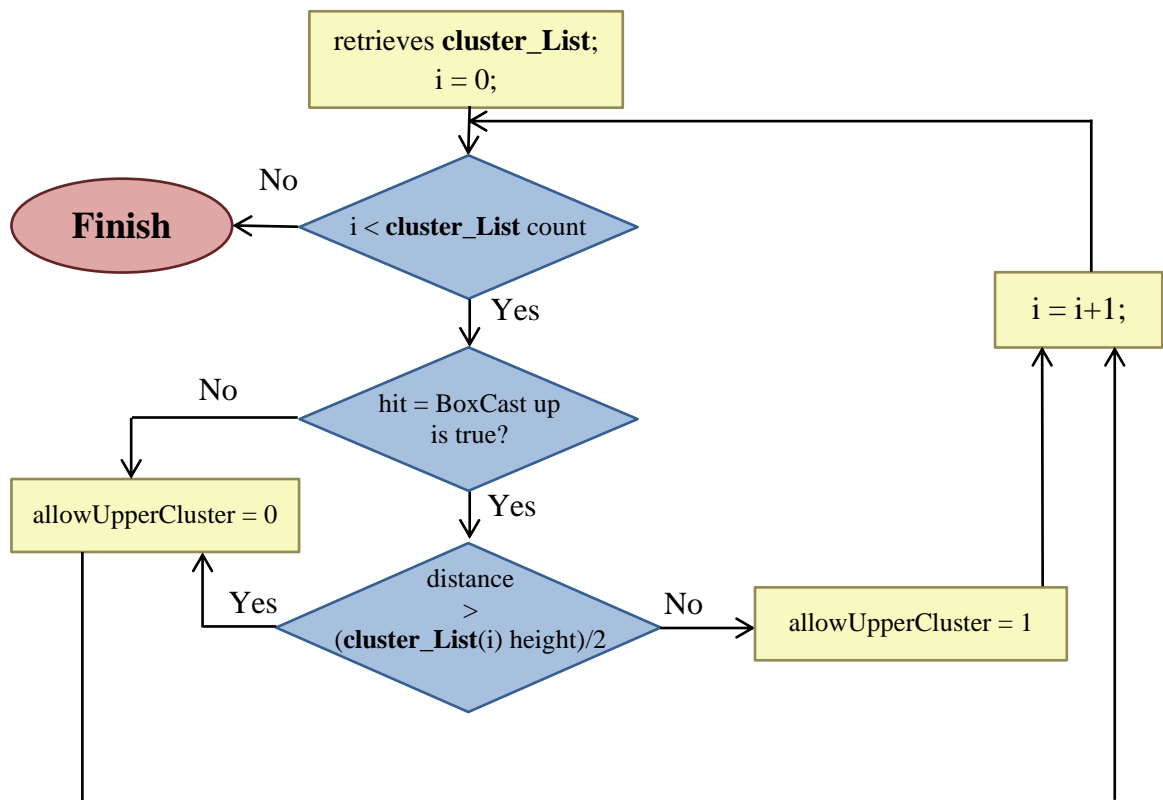 retrieves cluster_List;
i = 0;
No
Finish
i < cluster_List count
Yes
i = i+1;
No
hit = BoxCast up
is true?
allowUpperCluster = 0
Yes
distance
>
(cluster_List(i) height)/2
Yes
No
allowUpperCluster = 1